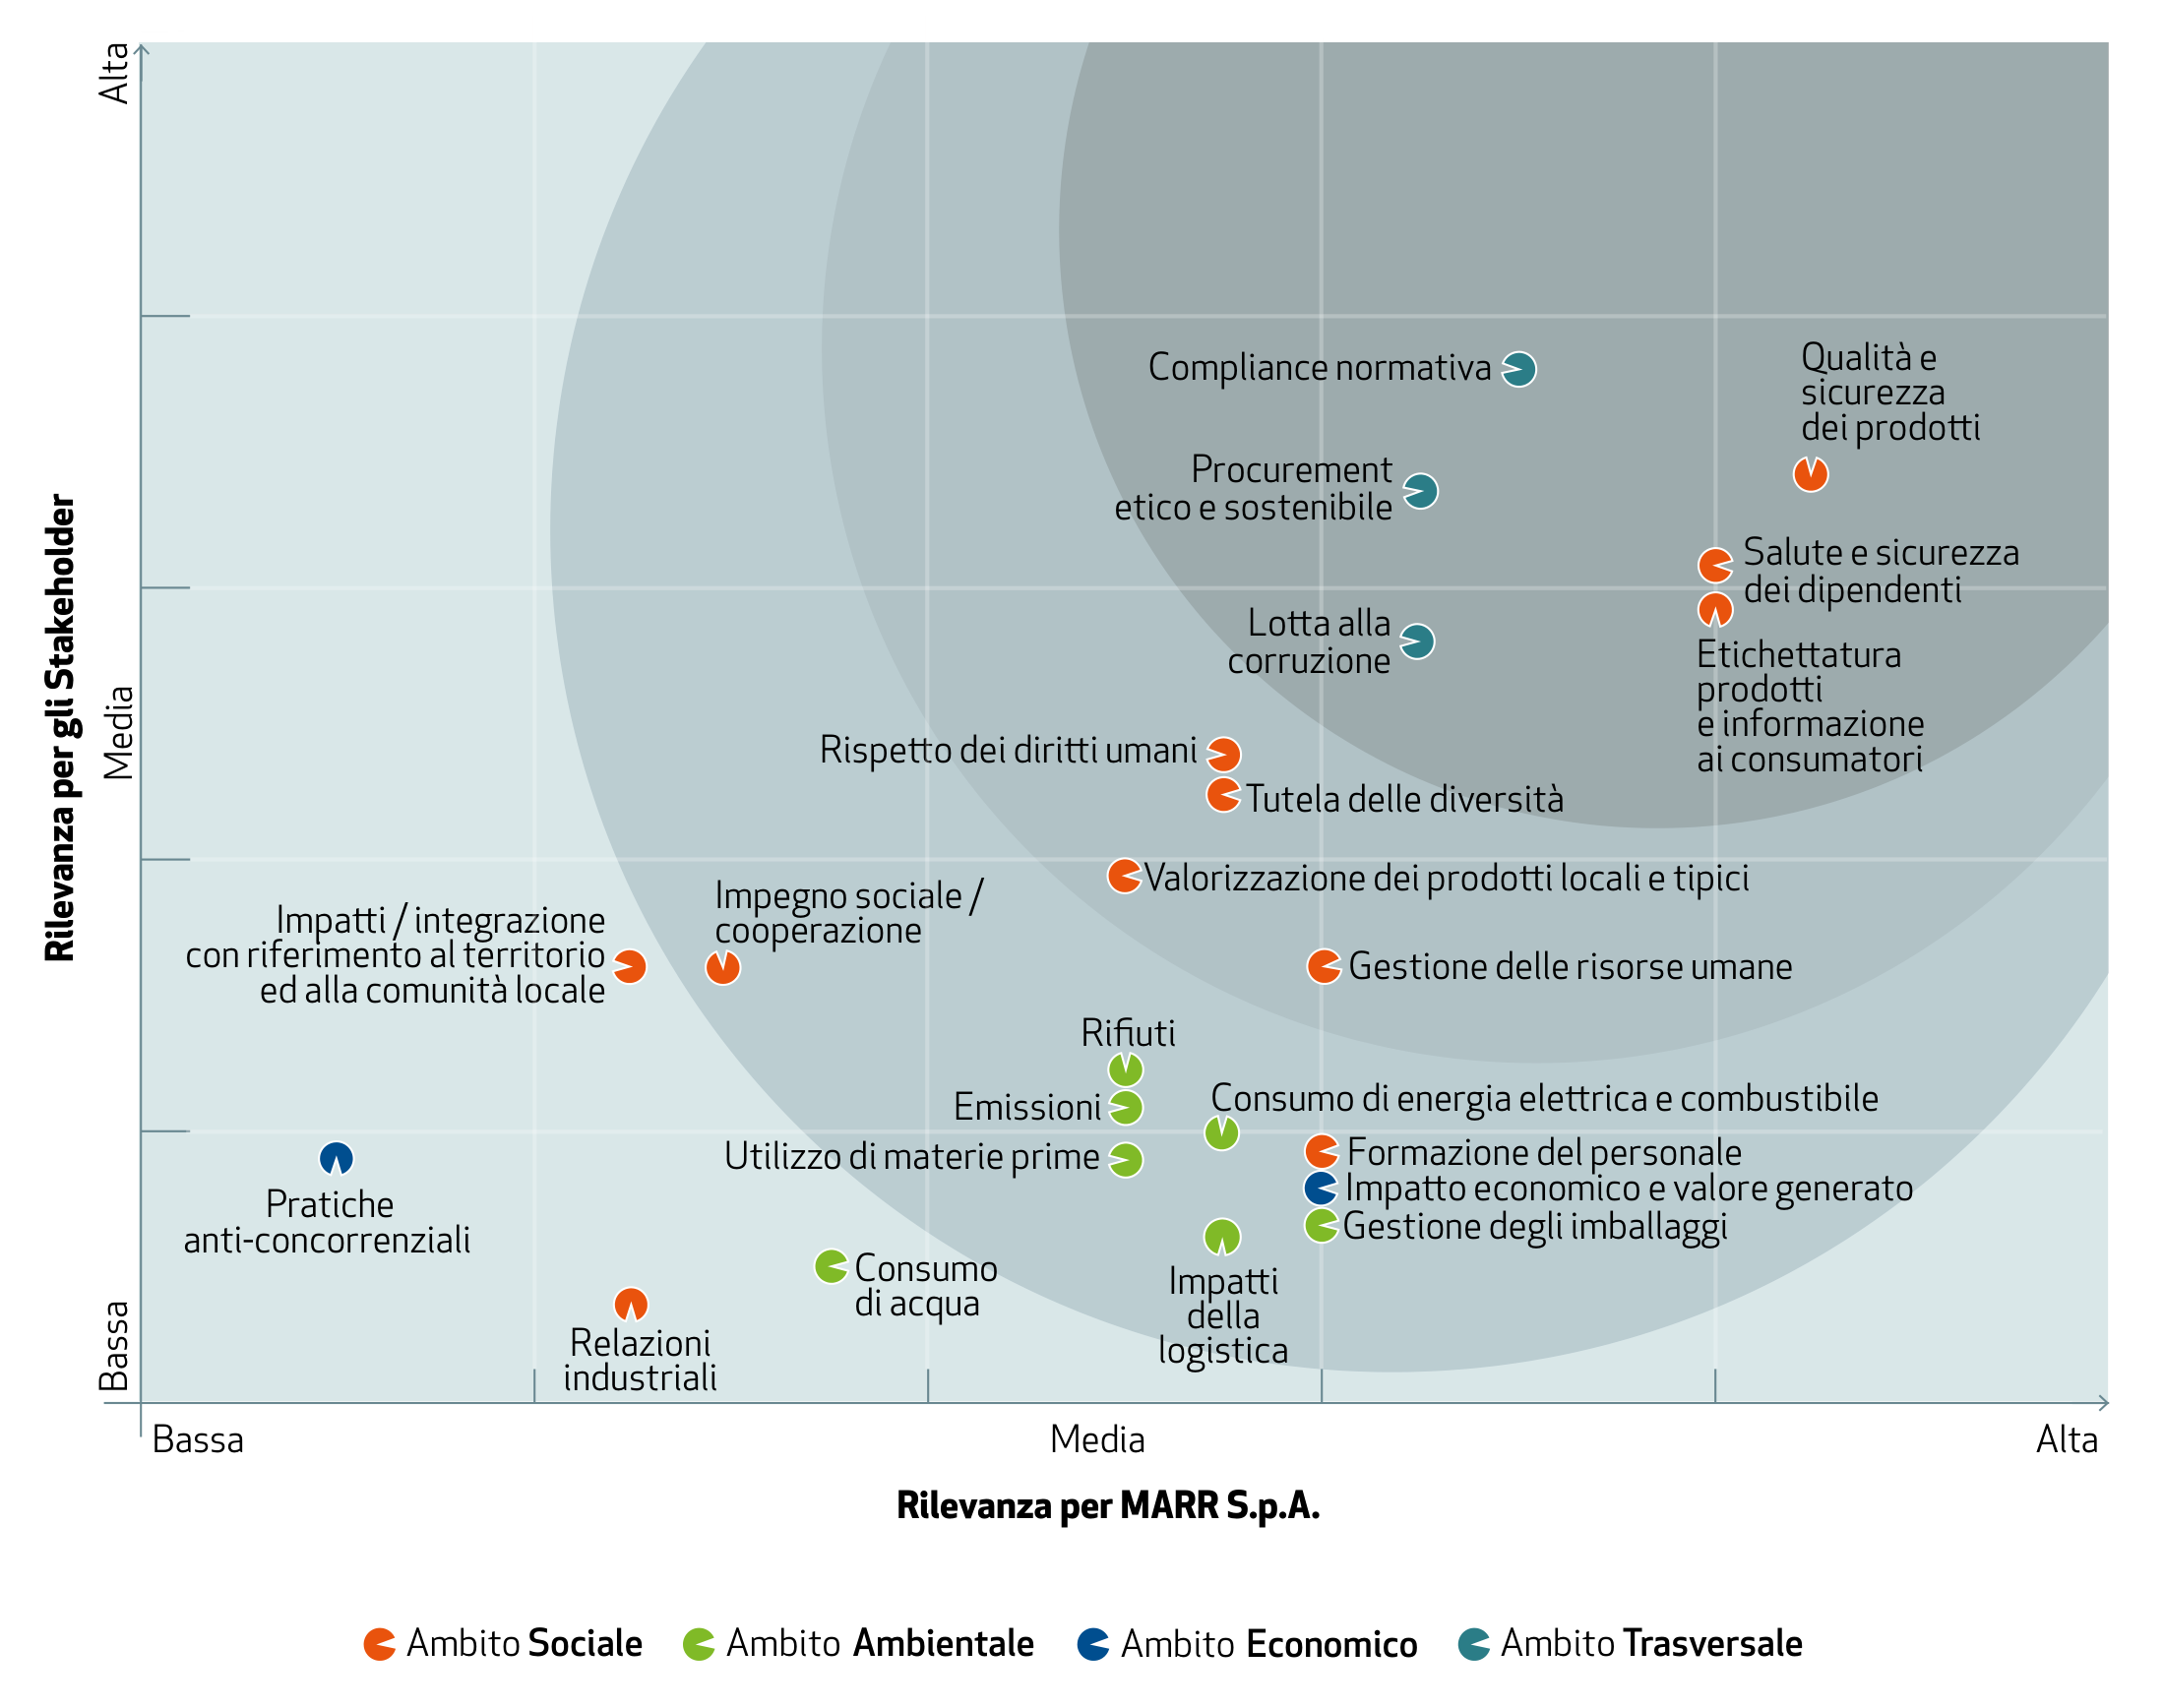 Alta
Media
Bassa
Rilevanza per gli Stakeholder
Compliance normativa
Qualità e
sicurezza
dei prodotti
Procurement
etico e sostenibile
Salute e sicurezza
dei dipendenti
Lotta alla
corruzione
Etichettatura
prodotti
e informazione
ai consumatori
Rispetto dei diritti umani
Tutela delle diversità
Valorizzazione dei prodotti locali e tipici
Impegno sociale /
cooperazione
Impatti / integrazione
con riferimento al territorio
ed alla comunità locale
Gestione delle risorse umane
Rifiuti
Emissioni
Consumo di energia elettrica e combustibile
Utilizzo di materie prime
Formazione del personale
Impatto economico e valore generato
Gestione degli imballaggi
Pratiche
anti-concorrenziali
Consumo
di acqua
Impatti
della
logistica
Relazioni
industriali
Bassa
Media
Alta
Rilevanza per MARR S.p.A.
Ambito Sociale
Ambito Ambientale
Ambito Economico
Ambito Trasversale